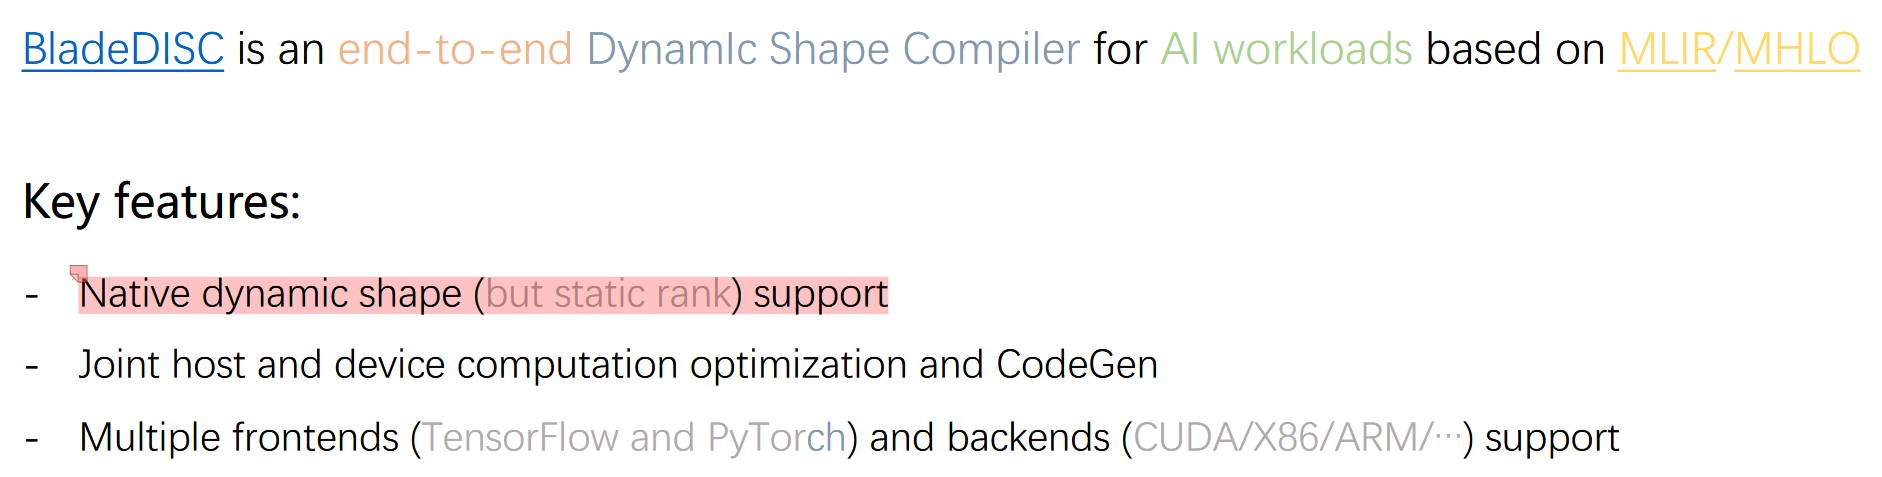 BladeDISC is an end-to-end DynamIc Shape Compiler for AI workloads based on MLIR/MHLO
Key features:
- Native dynamic shape (but static rank) support
- Joint host and device computation optimization and CodeGen
- Multiple frontends (TensorFlow and PyTorch) and backends (CUDA/X86/ARM/···) support